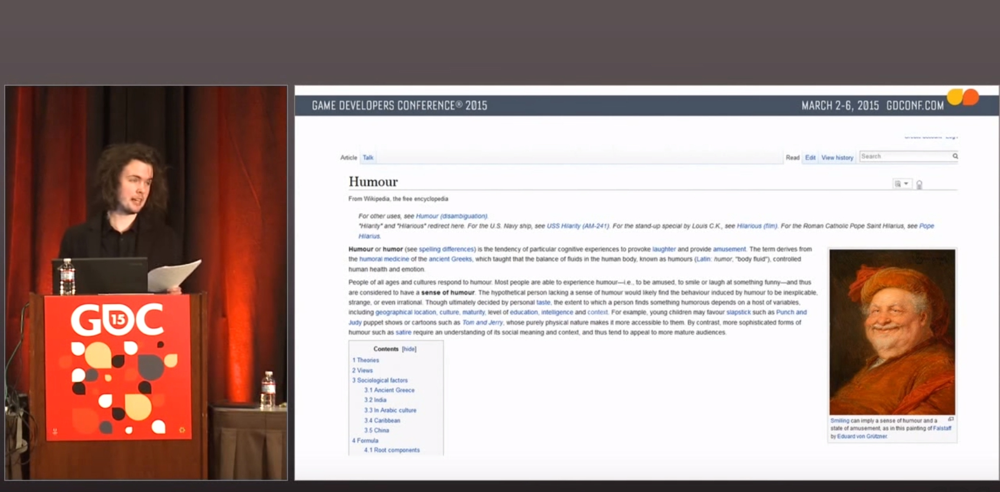 GAME DEVELOPERS CONFERENCE® 2015
MARCH 2-6, 2015 GDCONF.COM
Article Talk
Read Edit View history Search
Humour
From Wikipedia, the free encyclopedia
For other uses, see Humour (disambiguation).
"Hilarity" and "Hilarious" redirect here. For the U.S. Navy ship, see USS Hilarity (AM-241). For the stand-up special by Louis C.K., see Hilarious (film). For the Roman Catholic Pope Saint Hilarius, see Pope
Hilarius.
Humour or humor (see spelling differences) is the tendency of particular cognitive experiences to provoke laughter and provide amusement. The term derives from
the humoral medicine of the ancient Greeks, which taught that the balance of fluids in the human body, known as humours (Latin: humor, "body fluid"), controlled
human health and emotion.
People of all ages and cultures respond to humour. Most people are able to experience humour—i.e., to be amused, to smile or laugh at something funny—and thus
are considered to have a sense of humour. The hypothetical person lacking a sense of humour would likely find the behaviour induced by humour to be inexplicable,
strange, or even irrational. Though ultimately decided by personal taste, the extent to which a person finds something humorous depends on a host of variables,
including geographical location, culture, maturity, level of education, intelligence and context. For example, young children may favour slapstick such as Punch and
Judy puppet shows or cartoons such as Tom and Jerry, whose purely physical nature makes it more accessible to them. By contrast, more sophisticated forms of
humour such as satire require an understanding of its social meaning and context, and thus tend to appeal to more mature audiences.
Contents [hide]
1 Theories
2 Views
3 Sociological factors
3.1 Ancient Greece
3.2 India
3.3 In Arabic culture
3.4 Caribbean
3.5 China
4 Formula
4.1 Root components
Smiling can imply a sense of humour and a
state of amusement, as in this painting of Falstaff
by Eduard von Grützner.
GDC
15